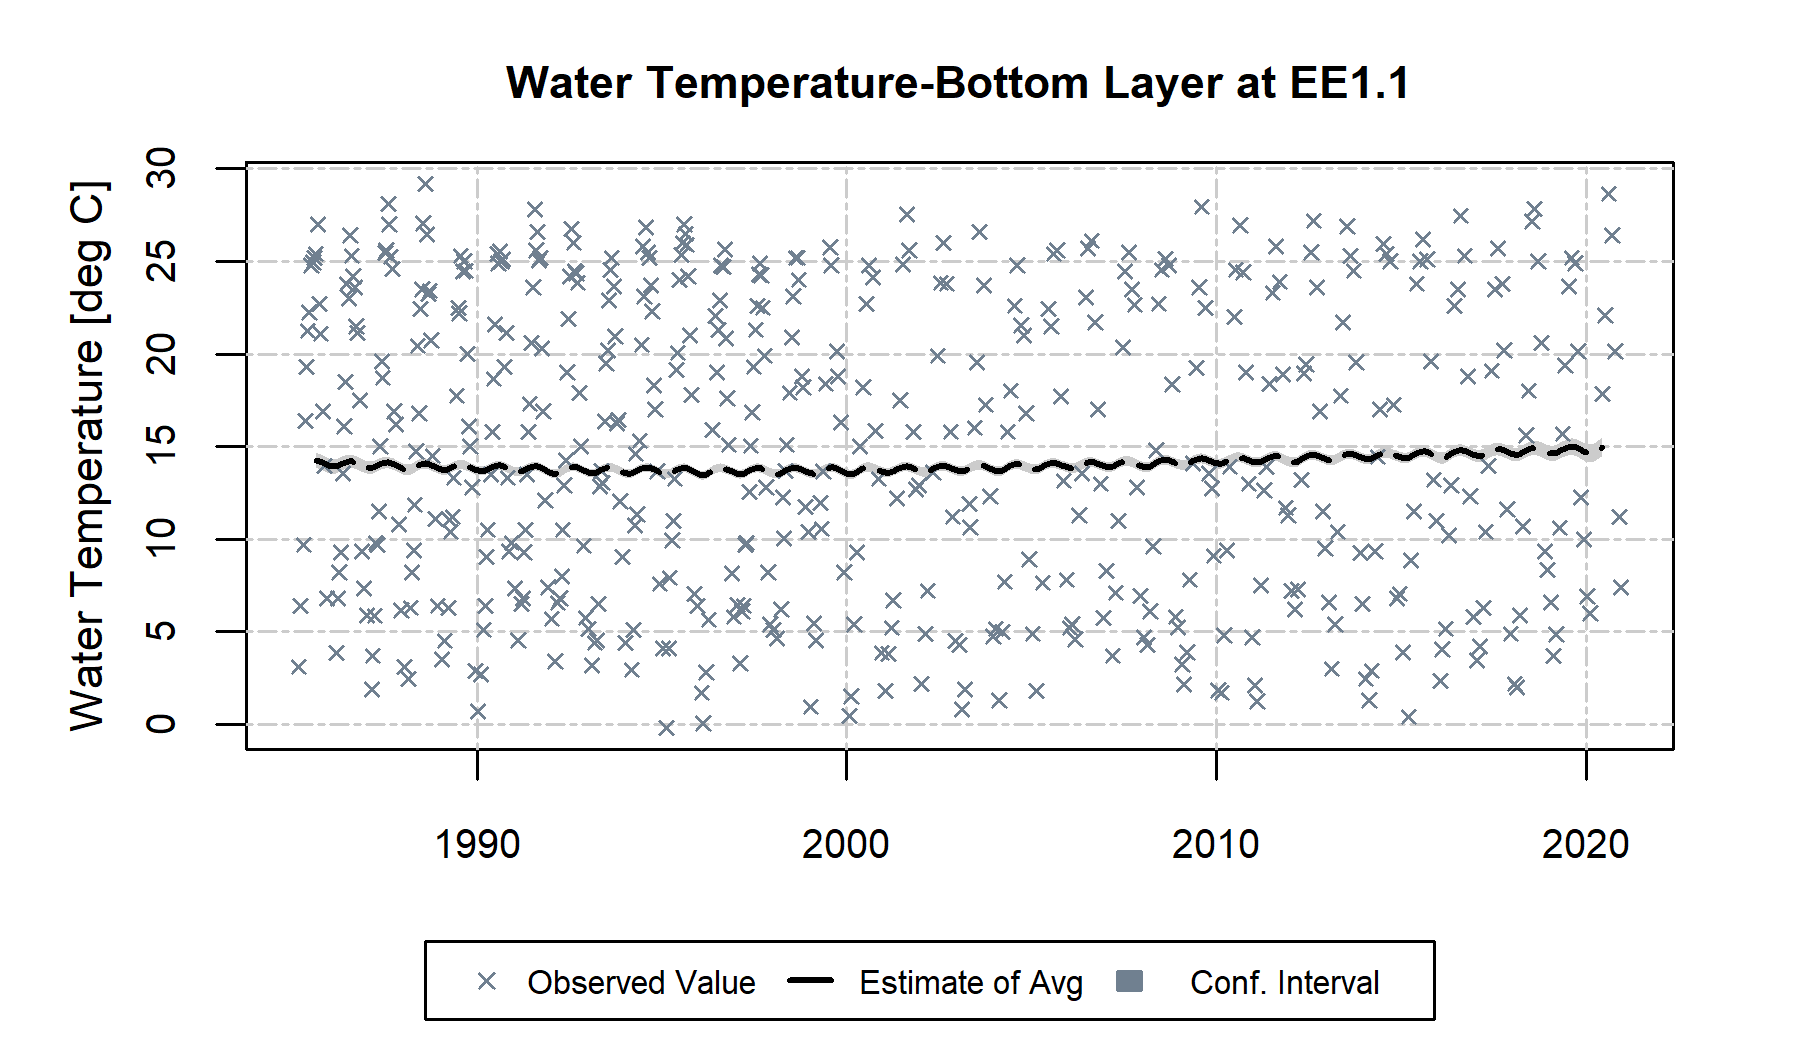 Water Temperature-Bottom Layer at EE1.1
Water Temperature [deg C]
30
25
20
15
10
5
0
1990 2000 2010 2020
Observed Value Estimate of Avg Conf. Interval